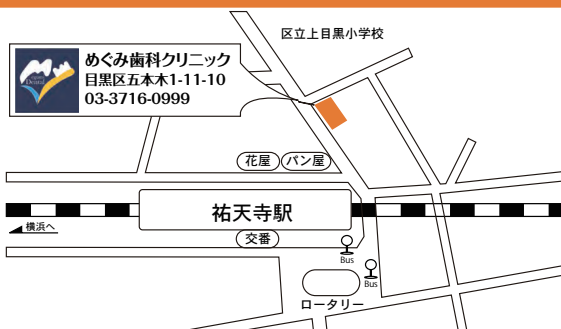 区立上目黒小学校
めぐみ歯科クリニック
目黒区五本木1-11-10
03-3716-0999
Dental
花屋
パン屋
祐天寺駅
横浜へ
交番
Bus
Bus
ロータリー